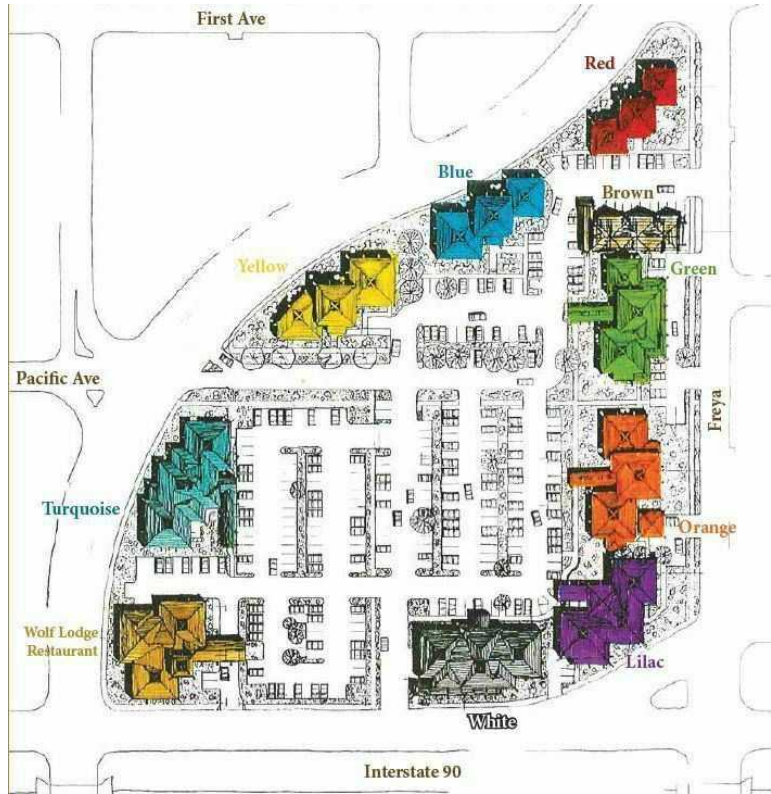 First Ave
Red
Blue
Brown
Yellow
Green
Pacific Ave
Freya
Turquoise
Orange
Wolf Lodge
Restaurant
Lilac
White
Interstate 90